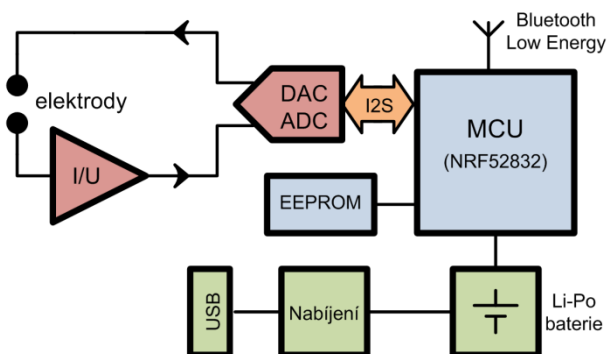 Bluetooth
Low Energy
elektrody
DAC
ADC
I2S
MCU
(NRF52832)
I/U
EEPROM
USB
Nabíjení
Li-Po
baterie